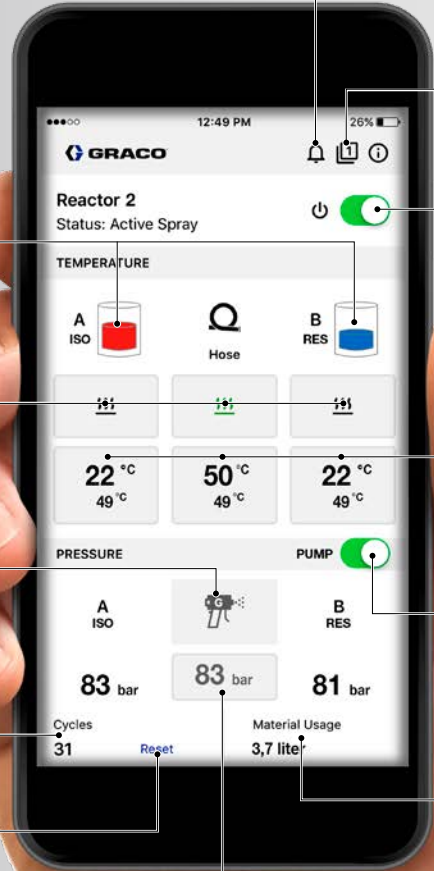 12:49 PM 26%
GRACO 1
Reactor 2
Status: Active Spray
TEMPERATURE
A
ISO
Hose
B
RES
22 °C
49 °C
50 °C
49 °C
22 °C
49 °C
PRESSURE PUMP
A
ISO
G
B
RES
83 bar
83 bar
81 bar
Cycles Material Usage
31 Reset 3,7 liter